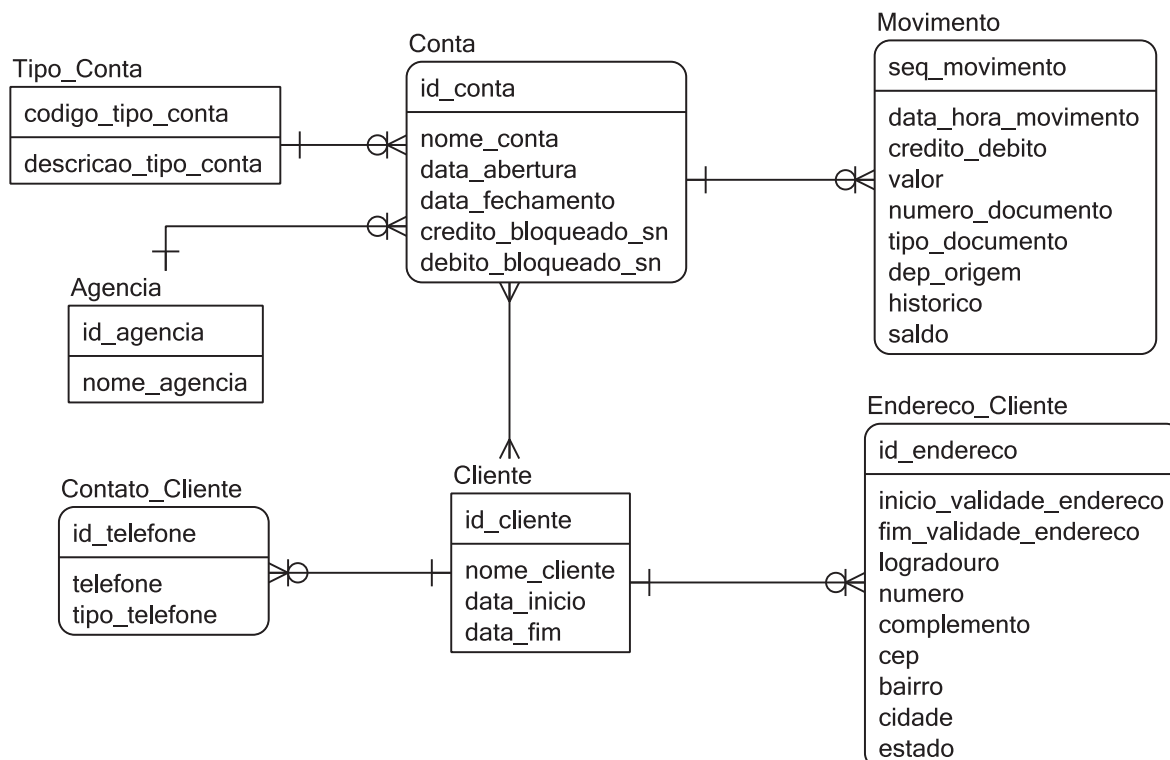 Tipo_Conta
codigo_tipo_conta
descricao_tipo_conta
Conta
id_conta
nome_conta
data_abertura
data_fechamento
credito_bloqueado_sn
debito_bloqueado_sn
Movimento
seq_movimento
data_hora_movimento
credito_debito
valor
numero_documento
tipo_documento
dep_origem
historico
saldo
Agencia
id_agencia
nome_agencia
Contato_Cliente
id_telefone
telefone
tipo_telefone
Cliente
id_cliente
nome_cliente
data_inicio
data_fim
Endereco_Cliente
id_endereco
inicio_validade_endereco
fim_validade_endereco
logradouro
numero
complemento
cep
bairro
cidade
estado